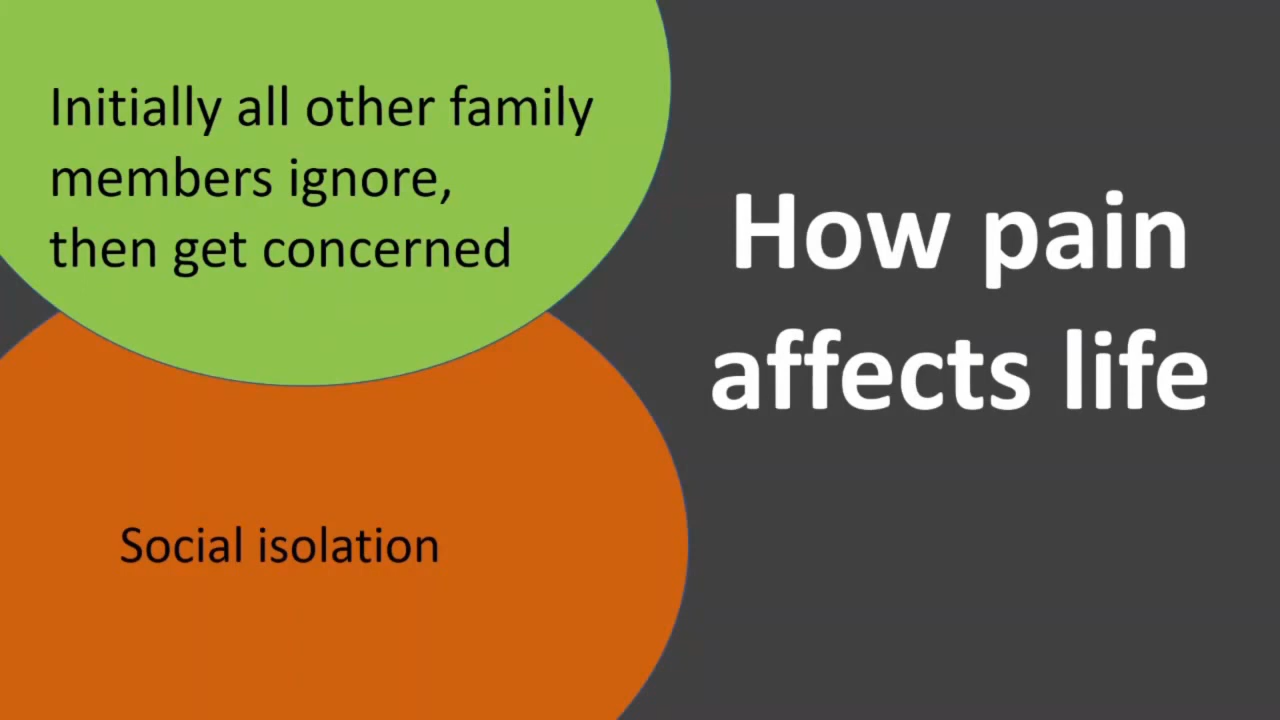 Initially all other family
members ignore,
then get concerned
How pain
affects life
Social isolation